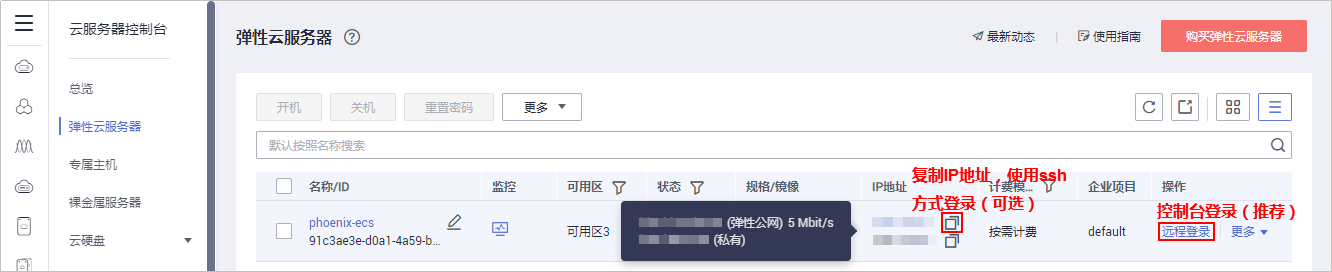 云服务器控制台
总览
弹性云服务器
专属主机
裸金属服务器
云硬盘
弹性云服务器
最新动态
使用指南
购买弹性云服务器
开机
关机
重置密码
更多
默认按照名称搜索
复制IP地址，使用ssh
方式登录（可选）
控制台登录（推荐）
名称/ID
监控
可用区
状态
规格/镜像
IP地址
计费模...
企业项目
操作
phoenix-ecs
91c3ae3e-d0a1-4a59-b...
可用区3
(弹性公网) 5 Mbit/s
(私有)
按需计费
default
远程登录
更多